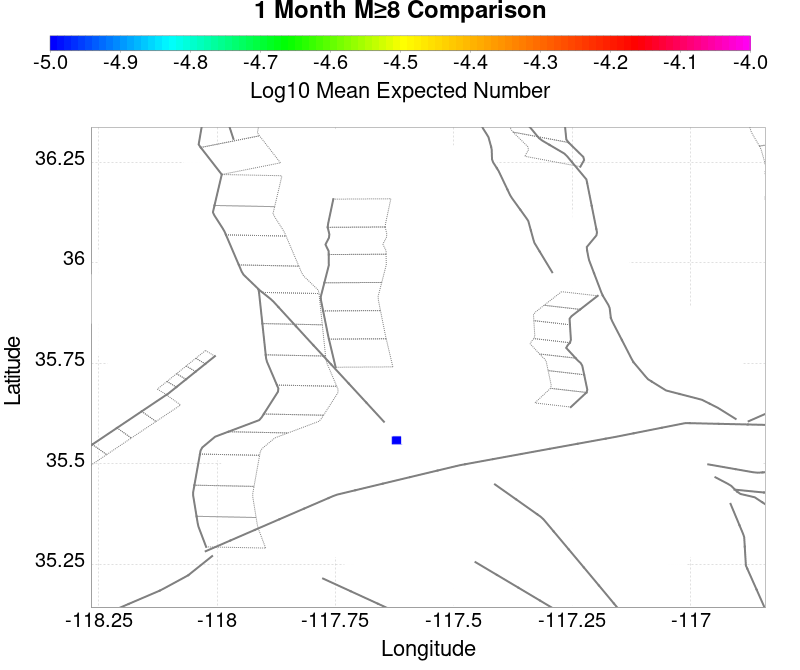 1 Month M≥8 Comparison
-5.0 -4.9 -4.8 -4.7 -4.6 -4.5 -4.4 -4.3 -4.2 -4.1 -4.0
Log10 Mean Expected Number
36.25
36
35.75
35.5
35.25
Latitude
-118.25 -118 -117.75 -117.5 -117.25 -117
Longitude